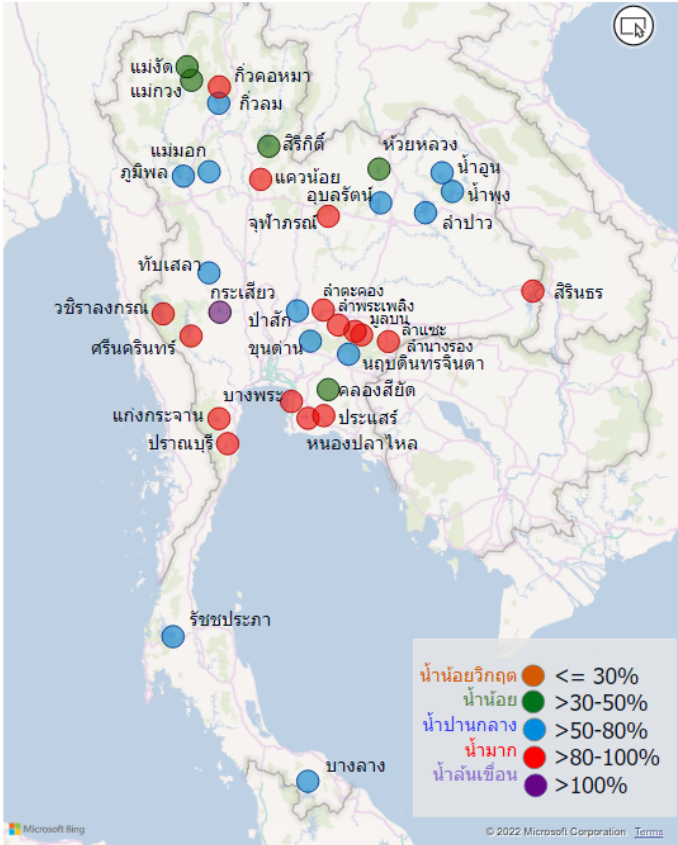 แม่งัด
แม่กวง
กิ่วคอหมา
กิ่วลม
สิริกิติ์
ห้วยหลวง
แม่มอก
ภูมิพล
แควน้อย
น้ำอูน
อุบลรัตน์
น้ำพุง
จุฬาภรณ์
ลำปาว
ทับเสลา
กระเสียว
ลำตะคอง
สิรินธร
วชิราลงกรณ
ปาสัก
ลำพระเพลิง
มูลบน
ลำแซะ
ศรีนครินทร์
ขุนด่าน
ลำนางรอง
นฤบดินทรจินดา
บางพระ
คลองสียัด
แก่งกระจาน
ประแสร์
ปราณบุรี
หนองปลาไหล
รัชชประภา
บางลาง
น้ำน้อยวิกฤต <= 30%
น้ำน้อย >30-50%
น้ำปานกลาง >50-80%
น้ำมาก >80-100%
น้ำล้นเขื่อน >100%
Microsoft Bing
© 2022 Microsoft Corporation Terms